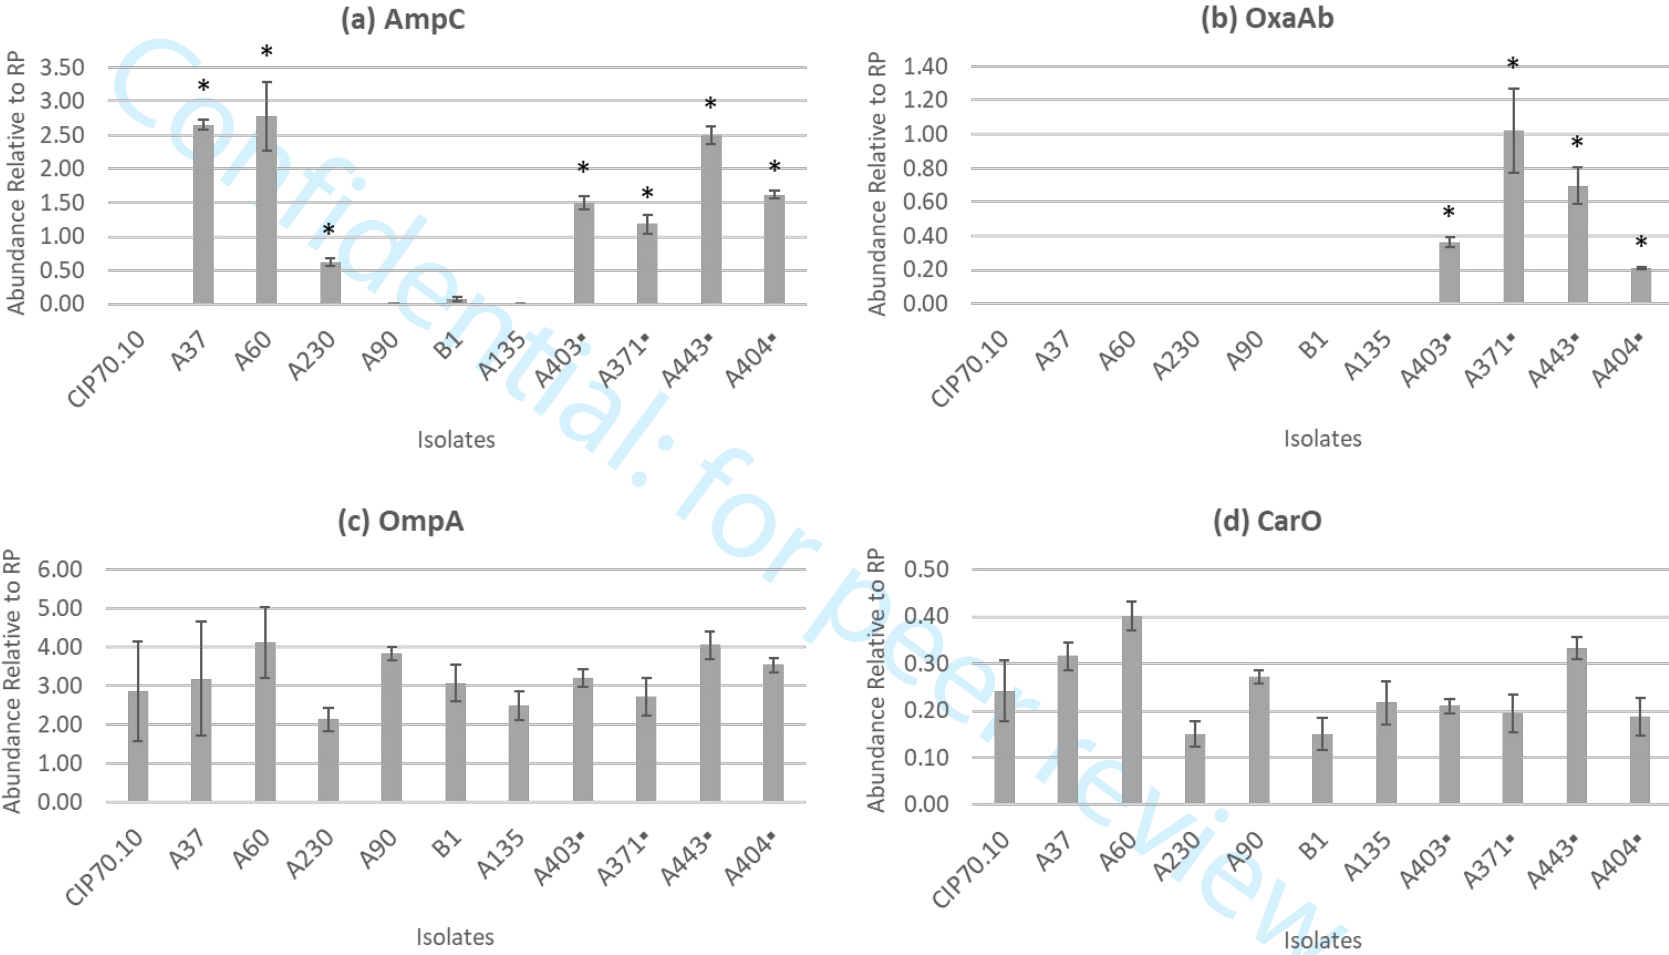 (a) AmpC
Abundance Relative to RP
3.50
3.00
2.50
2.00
1.50
1.00
0.50
0.00
* * * * * * *
CIP70.10 A37 A60 A230 A90 B1 A135 A403▪ A371▪ A443▪ A404▪
Isolates
(b) OxaAb
Abundance Relative to RP
1.40
1.20
1.00
0.80
0.60
0.40
0.20
0.00
* * * *
CIP70.10 A37 A60 A230 A90 B1 A135 A403▪ A371▪ A443▪ A404▪
Isolates
(c) OmpA
Abundance Relative to RP
6.00
5.00
4.00
3.00
2.00
1.00
0.00
CIP70.10 A37 A60 A230 A90 B1 A135 A403▪ A371▪ A443▪ A404▪
Isolates
(d) CarO
Abundance Relative to RP
0.50
0.40
0.30
0.20
0.10
0.00
CIP70.10 A37 A60 A230 A90 B1 A135 A403▪ A371▪ A443▪ A404▪
Isolates
Confidential: for peer review